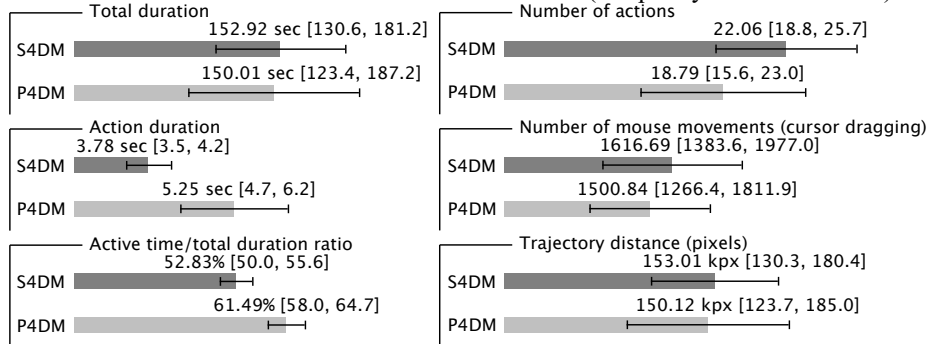 Total duration
152.92 sec [130.6, 181.2]
S4DM
150.01 sec [123.4, 187.2]
P4DM
Number of actions
22.06 [18.8, 25.7]
S4DM
18.79 [15.6, 23.0]
P4DM
Action duration
3.78 sec [3.5, 4.2]
S4DM
5.25 sec [4.7, 6.2]
P4DM
Number of mouse movements (cursor dragging)
1616.69 [1383.6, 1977.0]
S4DM
1500.84 [1266.4, 1811.9]
P4DM
Active time/total duration ratio
52.83% [50.0, 55.6]
S4DM
61.49% [58.0, 64.7]
P4DM
Trajectory distance (pixels)
153.01 kpx [130.3, 180.4]
S4DM
150.12 kpx [123.7, 185.0]
P4DM